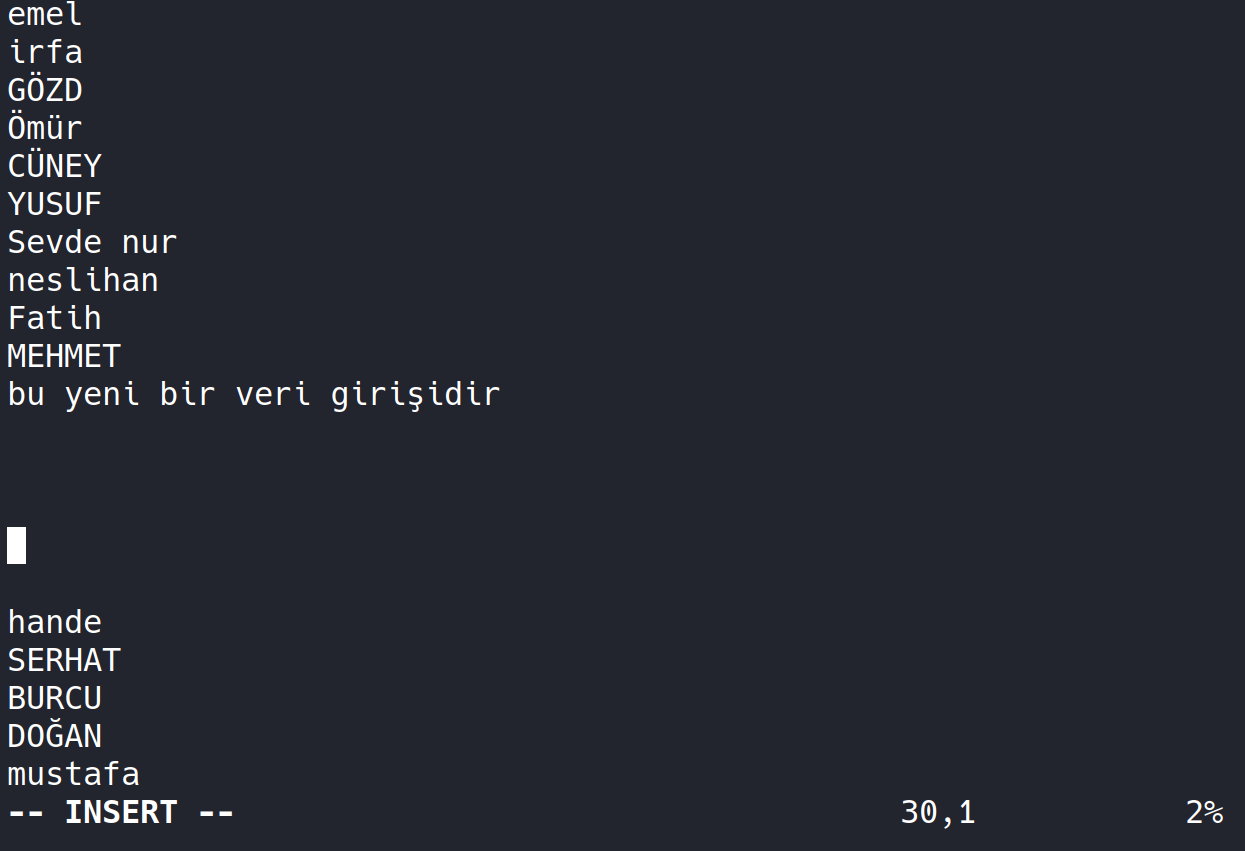 emel
irfa
GÖZD
Ömür
CÜNEY
YUSUF
Sevde nur
neslihan
Fatih
MEHMET
bu yeni bir veri girişidir
hande
SERHAT
BURCU
DOĞAN
mustafa
-- INSERT -- 30,1 2%